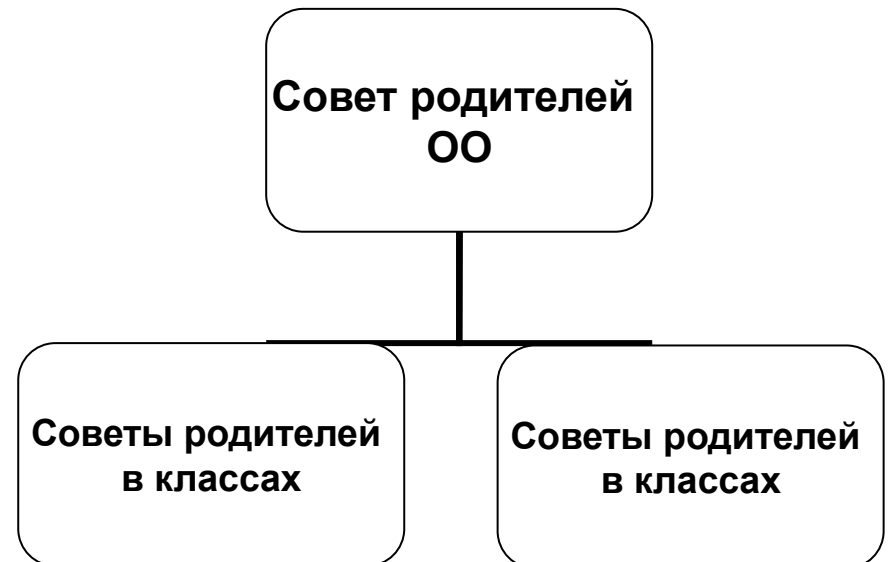 Совет родителей
ОО
Советы родителей
в классах
Советы родителей
в классах